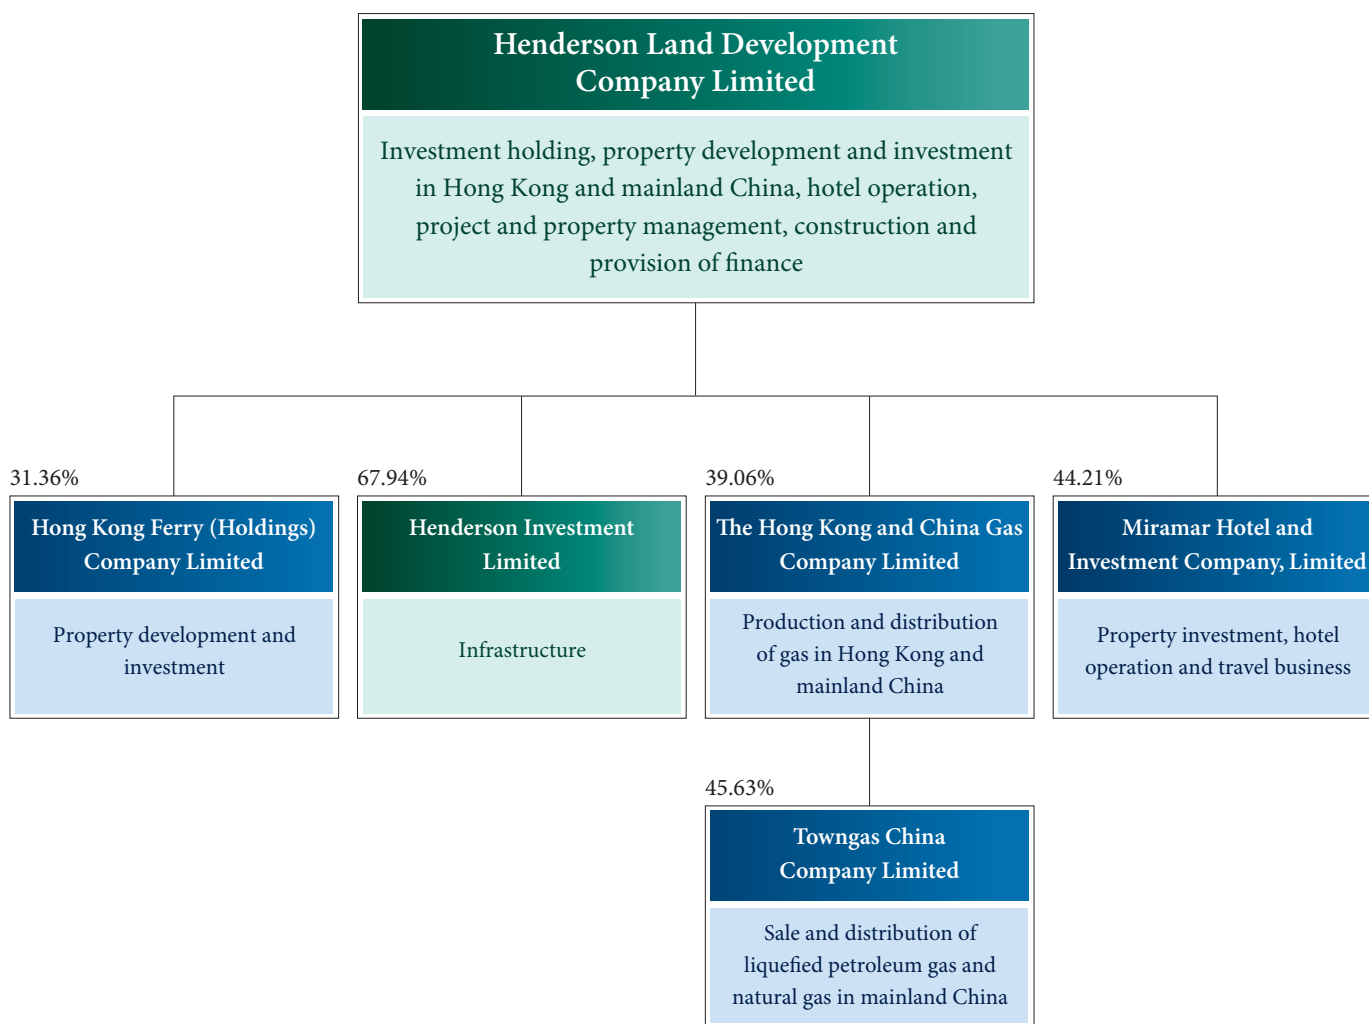 Henderson Land Development
Company Limited
Investment holding, property development and investment
in Hong Kong and mainland China, hotel operation,
project and property management, construction and
provision of finance
31.36%
Hong Kong Ferry (Holdings)
Company Limited
Property development and
investment
67.94%
Henderson Investment
Limited
Infrastructure
39.06%
The Hong Kong and China Gas
Company Limited
Production and distribution
of gas in Hong Kong and
mainland China
44.21%
Miramar Hotel and
Investment Company, Limited
Property investment, hotel
operation and travel business
45.63%
Towngas China
Company Limited
Sale and distribution of
liquefied petroleum gas and
natural gas in mainland China